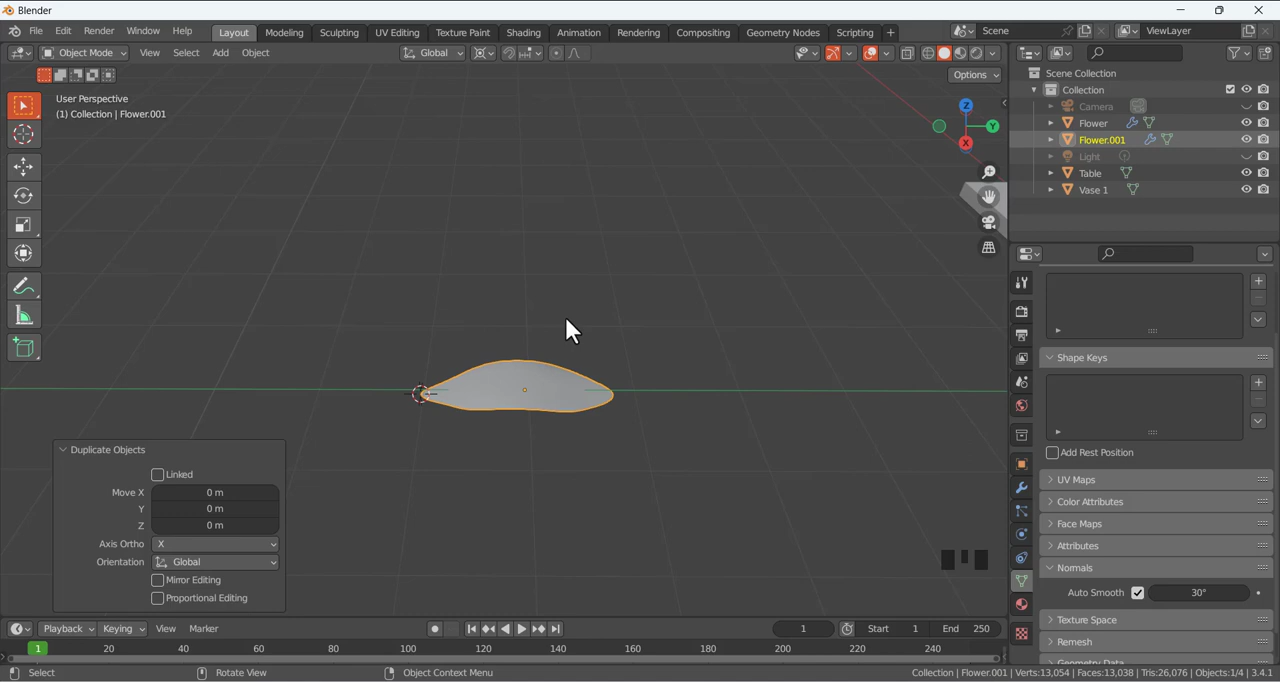 Blender
File Edit Render Window Help Layout Modeling Sculpting UV Editing Texture Paint Shading Animation Rendering Compositing Geometry Nodes Scripting + Scene ViewLayer
Object Mode View Select Add Object Global
Options
User Perspective
(1) Collection | Flower.001
Z
Y
X
Scene Collection
Collection
Camera
Flower
Flower.001
Light
Table
Vase 1
Shape Keys
Add Rest Position
UV Maps
Color Attributes
Face Maps
Attributes
Normals
Auto Smooth 30°
Texture Space
Remesh
Geometry Data
Duplicate Objects
Linked
Move X 0 m
Y 0 m
Z 0 m
Axis Ortho X
Orientation Global
Mirror Editing
Proportional Editing
Playback Keying View Marker 1 Start 1 End 250
1 20 40 60 80 100 120 140 160 180 200 220 240
Select Rotate View Object Context Menu Collection | Flower.001 | Verts:13,054 | Faces:13,038 | Tris:26,076 | Objects:1/4 | 3.4.1